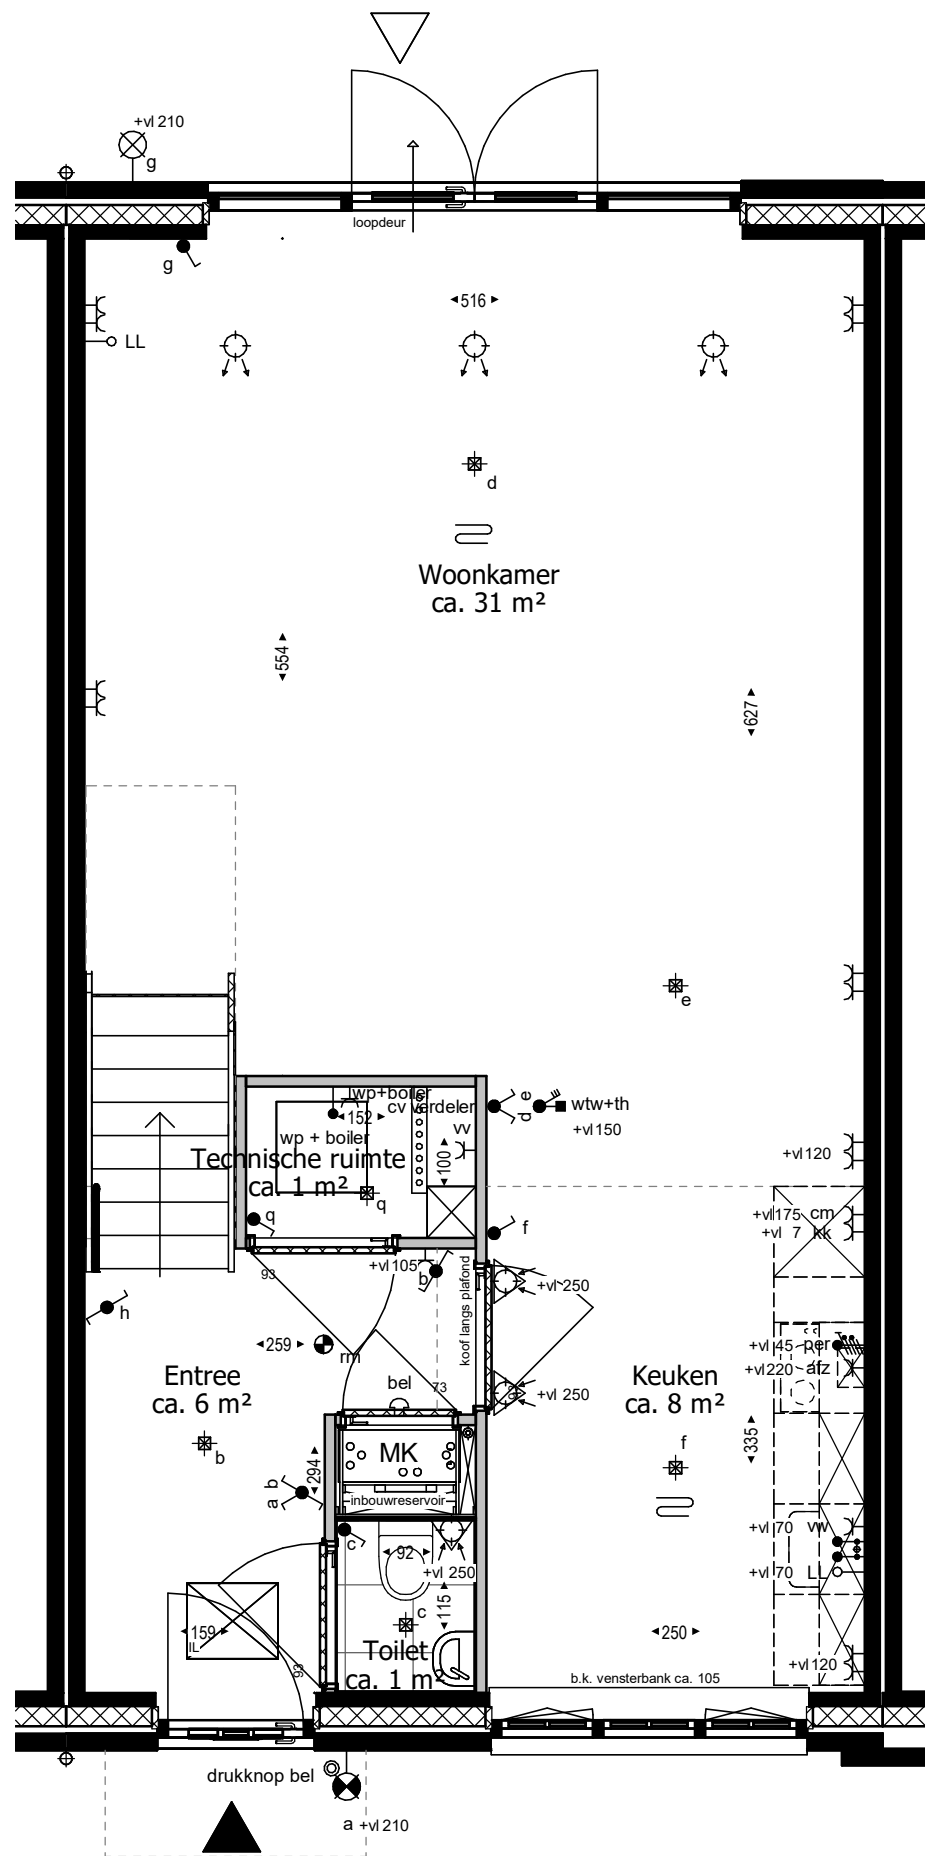 +vl 210
g
loopdeur
g
516
LL
d
Woonkamer
ca. 31 m²
554
627
e
wp+boiler
152
cv verdeler
wp + boiler
vv
100
d e
wtw+th
+vl 150
+vl 120
Technische ruimte
ca. 1 m²
q
q
f
+vl 175 cm
+vl 7 kk
+vl 105
b
93
koof langs plafond
+vl 250
h
259
rm
+vl 45 per
+vl 220 afz
Entree
ca. 6 m²
bel
73
93
+vl 250
Keuken
ca. 8 m²
b
MK
f
335
294
a b
inbouwreservoir
c
92
+vl 250
+vl 70 vw
+vl 70 LL
115
c
159
IL
93
Toilet
ca. 1 m²
250
+vl 120
b.k. vensterbank ca. 105
drukknop bel
a +vl 210